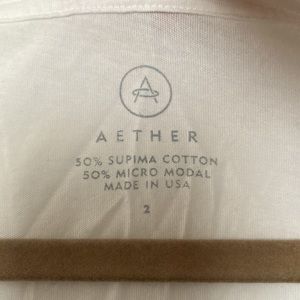 AETHER
50% SUPIMA COTTON
50% MICRO MODAL
MADE IN USA
2